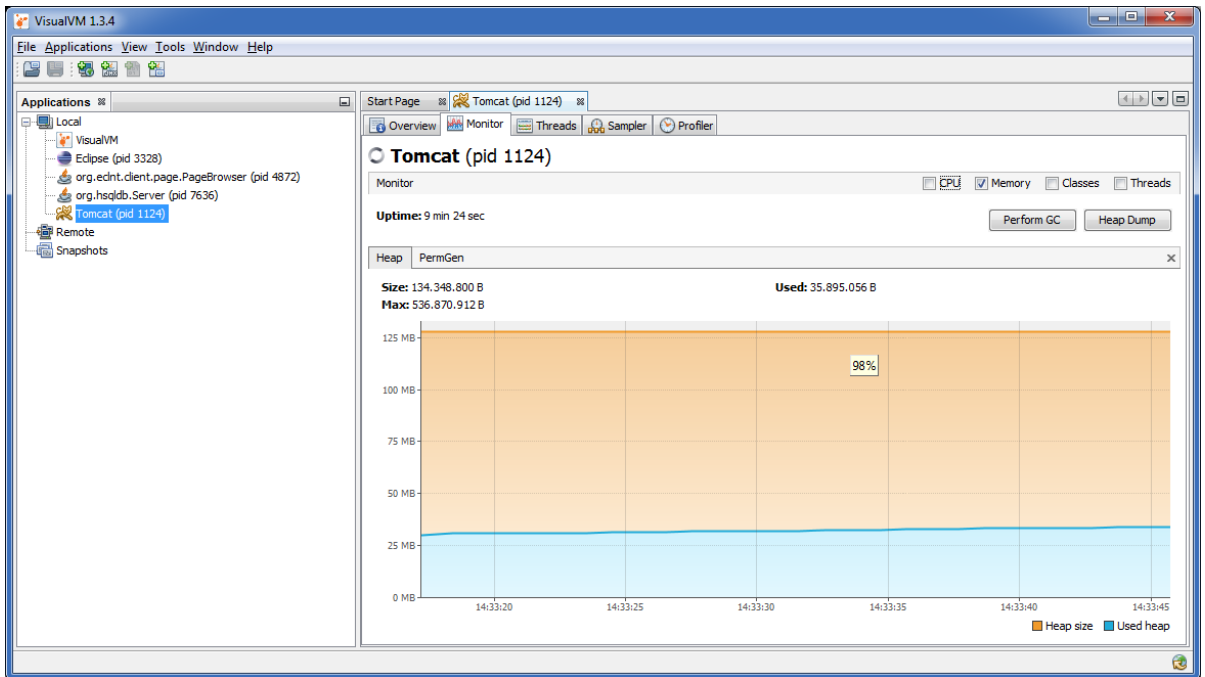 VisualVM 1.3.4
File Applications View Tools Window Help
Applications
Local
VisualVM
Eclipse (pid 3328)
org.eclnt.client.page.PageBrowser (pid 4872)
org.hsqldb.Server (pid 7636)
Tomcat (pid 1124)
Remote
Snapshots
Start Page Tomcat (pid 1124)
Overview Monitor Threads Sampler Profiler
Tomcat (pid 1124)
Monitor CPU Memory Classes Threads
Uptime: 9 min 24 sec Perform GC Heap Dump
Heap PermGen
Size: 134.348.800 B Used: 35.895.056 B
Max: 536.870.912 B
125 MB
98%
100 MB
75 MB
50 MB
25 MB
0 MB
14:33:20 14:33:25 14:33:30 14:33:35 14:33:40 14:33:45
Heap size Used heap